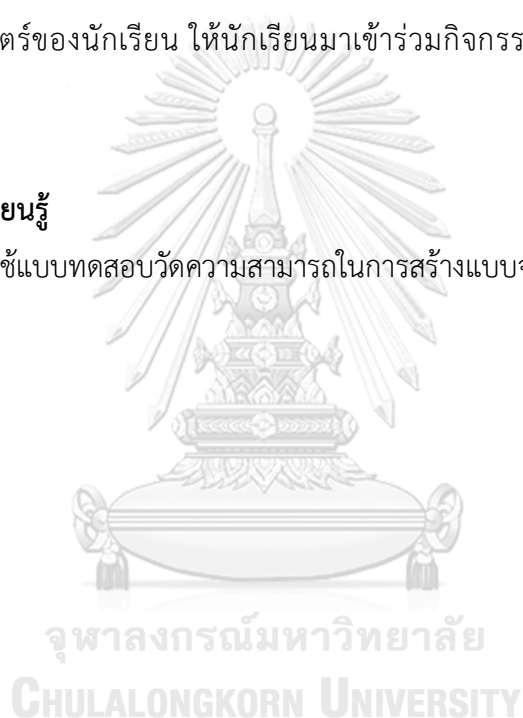 ตร์ของนักเรียน ให้นักเรียนมาเข้าร่วมกิจกรร
ยนรู้
ช้แบบทดสอบวัดความสามารถในการสร้างแบบจ
จุฬาลงกรณ์มหาวิทยาลัย
CHULALONGKORN UNIVERSITY